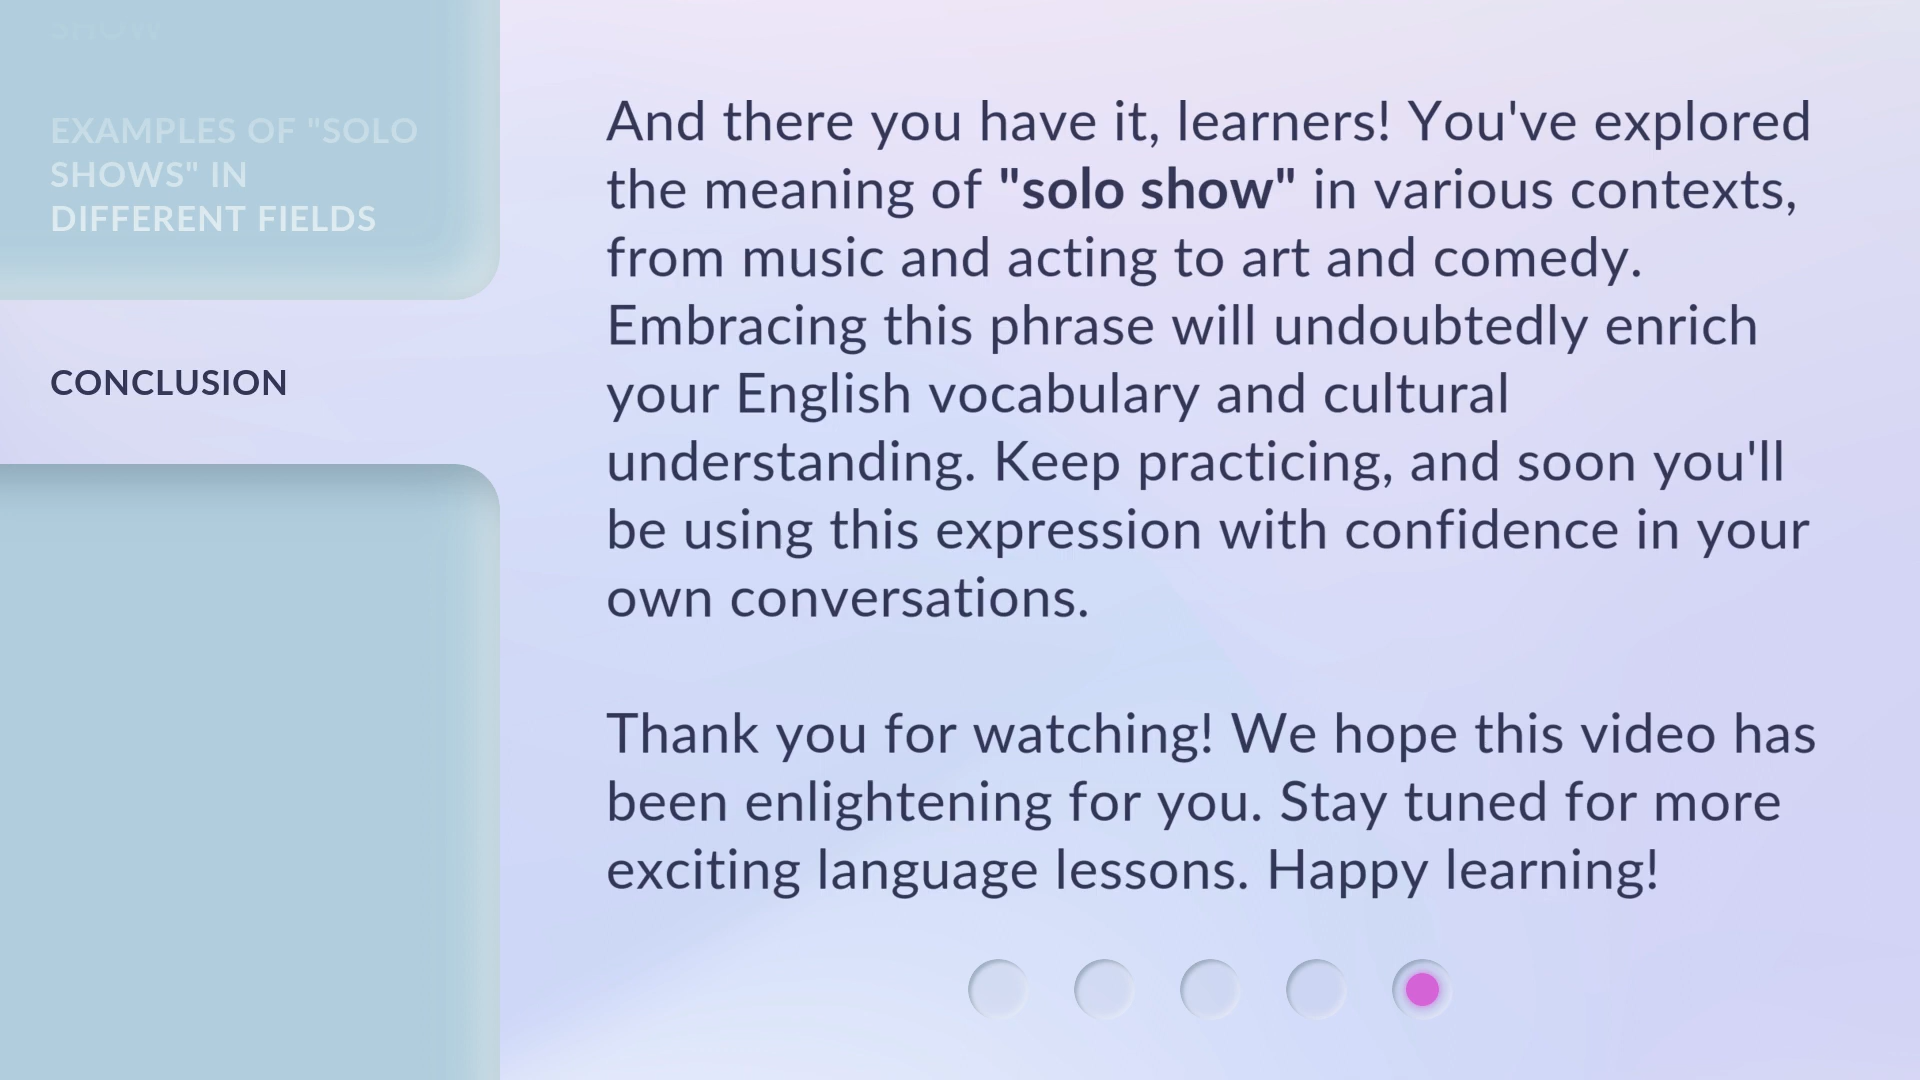 SHOW
EXAMPLES OF "SOLO
SHOWS" IN
DIFFERENT FIELDS
CONCLUSION
And there you have it, learners! You've explored
the meaning of "solo show" in various contexts,
from music and acting to art and comedy.
Embracing this phrase will undoubtedly enrich
your English vocabulary and cultural
understanding. Keep practicing, and soon you'll
be using this expression with confidence in your
own conversations.
Thank you for watching! We hope this video has
been enlightening for you. Stay tuned for more
exciting language lessons. Happy learning!